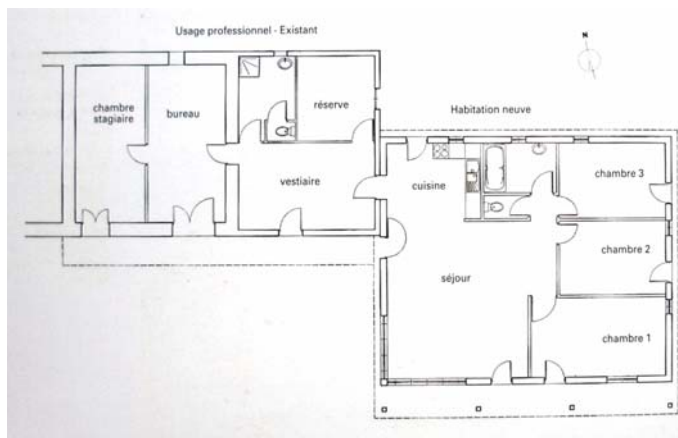 Usage professionnel - Existant
N
Habitation neuve
chambre
stagiaire
bureau
réserve
vestiaire
cuisine
chambre 3
chambre 2
séjour
chambre 1